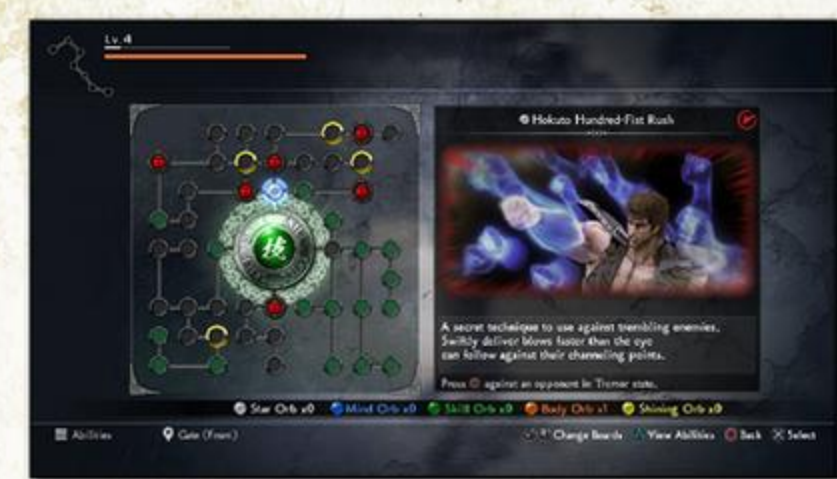 Lv. 4
Hokuto Hundred-Fist Rush
技
A secret technique to use against trembling enemies.
Swiftly deliver blows faster than the eye
can follow against their channeling points.
Press against an opponent in Tremor state.
Star Orb x0 Mind Orb x0 Skill Orb x0 Body Orb x1 Shining Orb x0
Abilities Gate (Front) Change Boards View Abilities Back Select